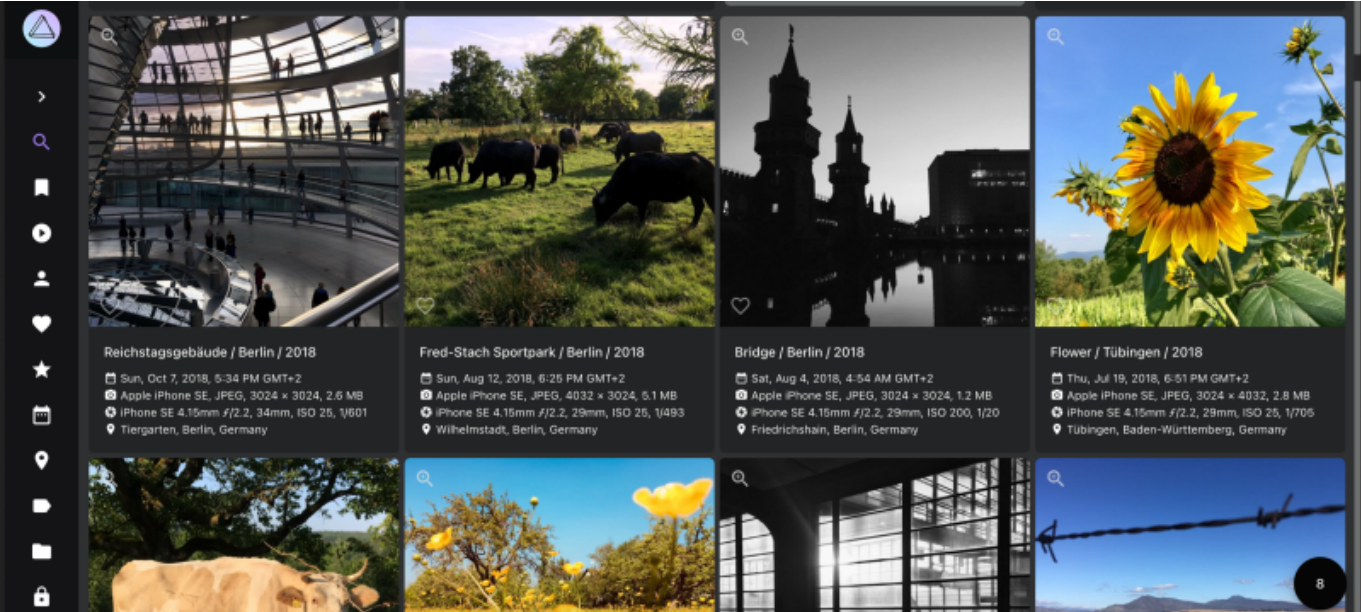 Reichstagsgebäude / Berlin / 2018
Sun, Oct 7, 2018, 5:34 PM GMT+2
Apple iPhone SE, JPEG, 3024 × 3024, 2.6 MB
iPhone SE 4.15mm ƒ/2.2, 34mm, ISO 25, 1/601
Tiergarten, Berlin, Germany
Fred-Stach Sportpark / Berlin / 2018
Sun, Aug 12, 2018, 6:25 PM GMT+2
Apple iPhone SE, JPEG, 4032 × 3024, 5.1 MB
iPhone SE 4.15mm ƒ/2.2, 29mm, ISO 25, 1/493
Wilhelmstadt, Berlin, Germany
Bridge / Berlin / 2018
Sat, Aug 4, 2018, 4:54 AM GMT+2
Apple iPhone SE, JPEG, 3024 × 3024, 1.2 MB
iPhone SE 4.15mm ƒ/2.2, 29mm, ISO 200, 1/20
Friedrichshain, Berlin, Germany
Flower / Tübingen / 2018
Thu, Jul 19, 2018, 6:51 PM GMT+2
Apple iPhone SE, JPEG, 3024 × 4032, 2.8 MB
iPhone SE 4.15mm ƒ/2.2, 29mm, ISO 25, 1/705
Tübingen, Baden-Württemberg, Germany
8